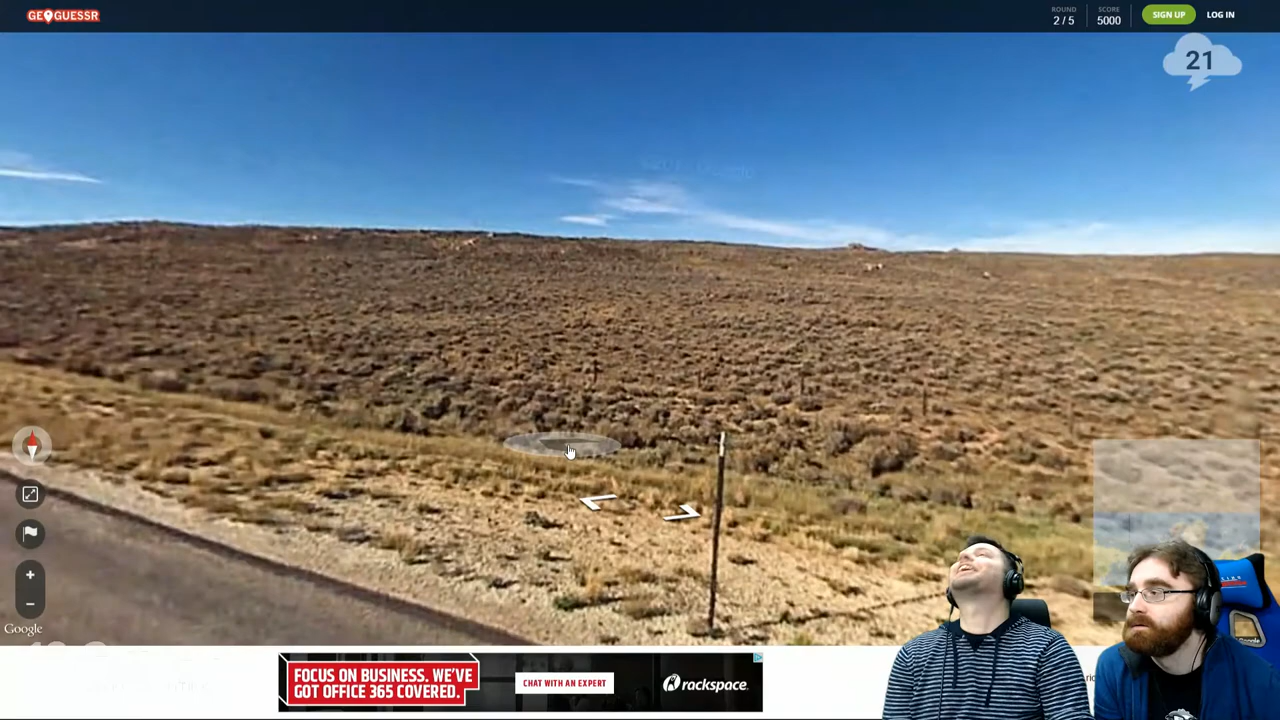 GEOGUESSR
ROUND
2 / 5
SCORE
5000
SIGN UP
LOG IN
21
Google
FOCUS ON BUSINESS. WE'VE
GOT OFFICE 365 COVERED.
CHAT WITH AN EXPERT
rackspace.